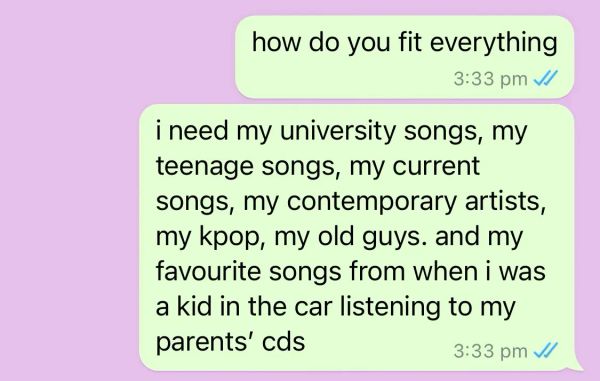 how do you fit everything
3:33 pm
i need my university songs, my
teenage songs, my current
songs, my contemporary artists,
my kpop, my old guys. and my
favourite songs from when i was
a kid in the car listening to my
parents’ cds
3:33 pm